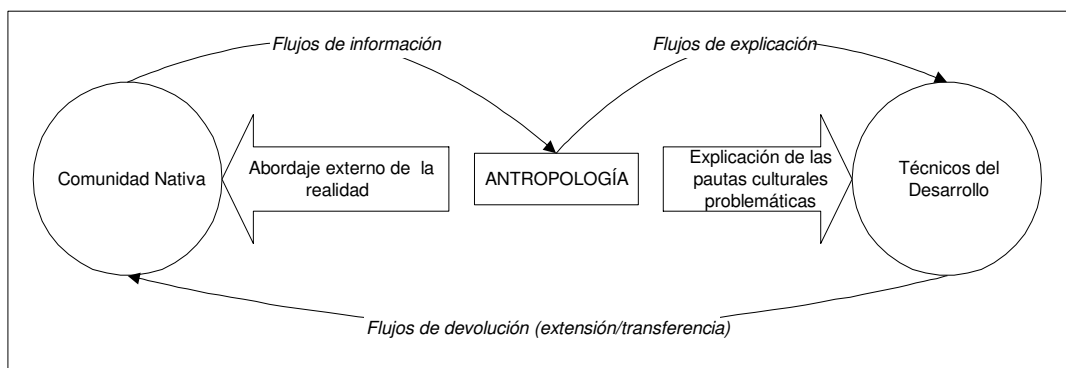 Flujos de información
Flujos de explicación
Comunidad Nativa
Abordaje externo de la
realidad
ANTROPOLOGÍA
Explicación de las
pautas culturales
problemáticas
Técnicos del
Desarrollo
Flujos de devolución (extensión/transferencia)